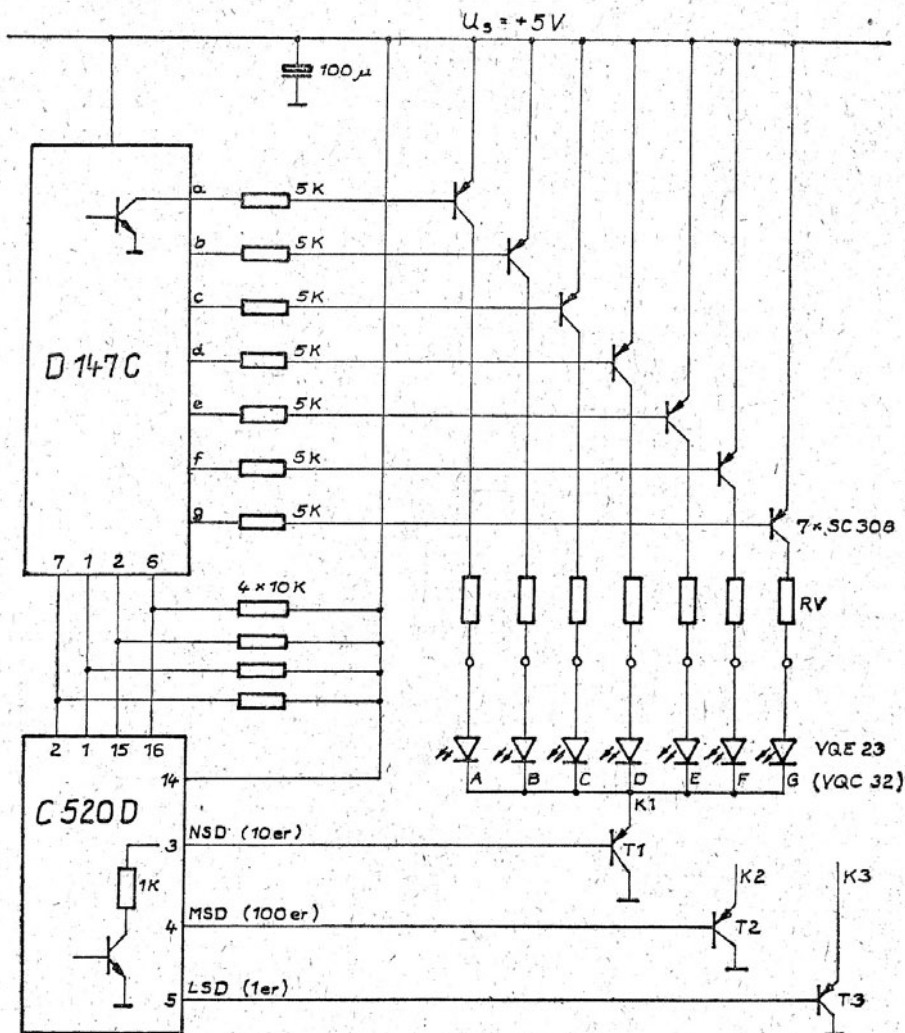 U_s = +5V
100µ
a 5K
b 5K
c 5K
D 147 C
d 5K
e 5K
f 5K
g 5K
7×SC308
7 1 2 6
4×10K
RV
2 1 15 16
A B C D E F G
VQE 23
(VQC 32)
14
K1
C 520 D
3 NSD (10er)
T1
1K
K2
K3
4 MSD (100er)
T2
5 LSD (1er)
T3